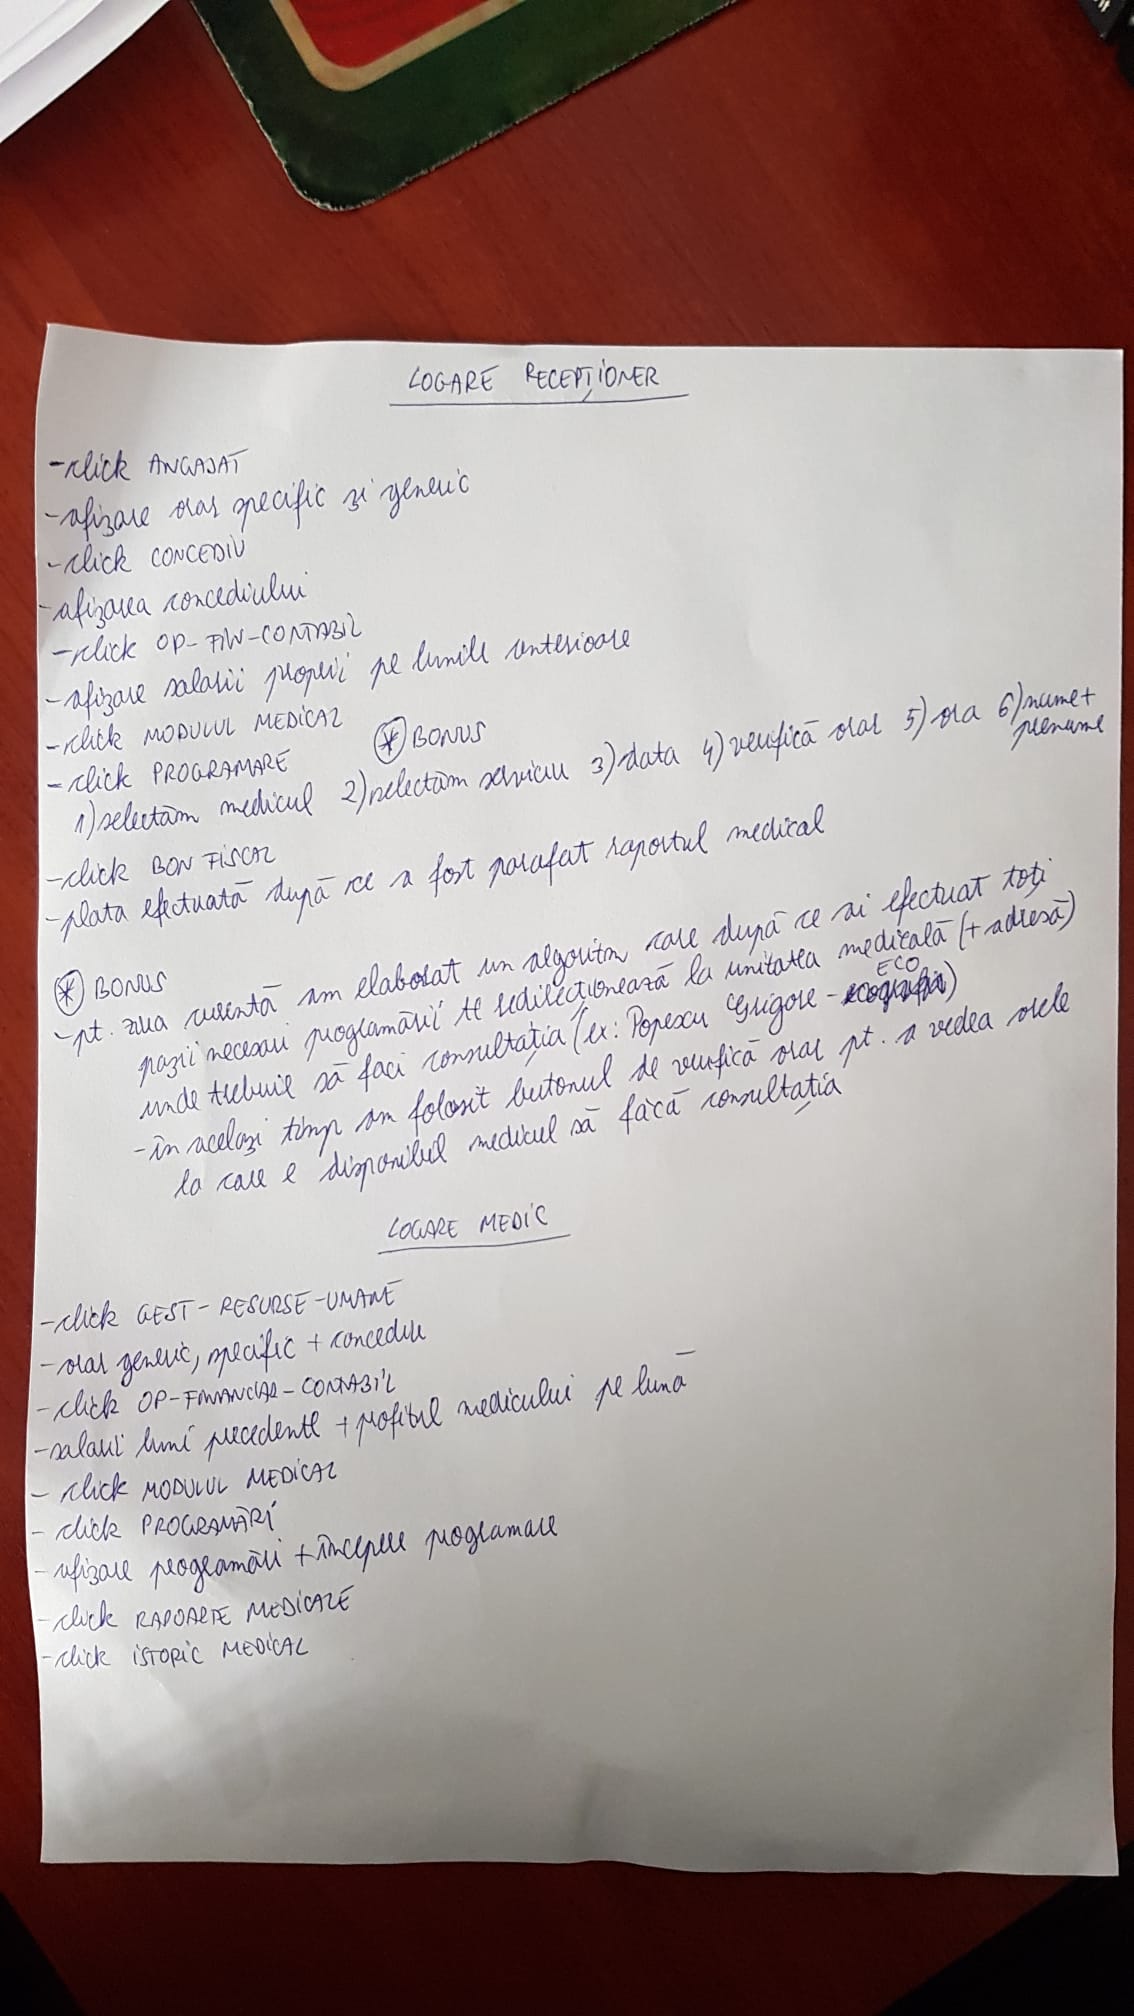 LOGARE RECEPȚIONER
-click ANGAJAT
-afizare orar specific și generic
-click CONCEDIU
-afizarea concediului
-click OP-FIN-CONTABIL
-afizare salarii proprii pe lunile anterioare
-click MODULUL MEDICAL
-click PROGRAMARE * BONUS
1) selectăm medicul 2) selectăm serviciu 3) data 4) verifică orar 5) ora 6) nume+
prenume
-click BON FISCAL
-plata efectuată după ce a fost parafat raportul medical
* BONUS
-pt. ziua curentă am elaborat un algoritm care după ce ai efectuat toți
pașii necesari programării te redirecționează la unitatea medicală (+ adresă)
unde trebuie să faci consultația (ex: Popescu Grigore - ECO)
-în același timp am folosit butonul de verifică orar pt. a vedea orele
la care e disponibil medicul să facă consultația
LOGARE MEDIC
-click GEST-RESURSE-UMANE
-orar generic, specific + concediu
-click OP-FINANCIAR-CONTABIL
-salarii luni precedente + profitul medicului pe lună
- click MODULUL MEDICAL
- click PROGRAMĂRI
- afizare programări + începere programare
-click RAPOARTE MEDICALE
-click ISTORIC MEDICAL